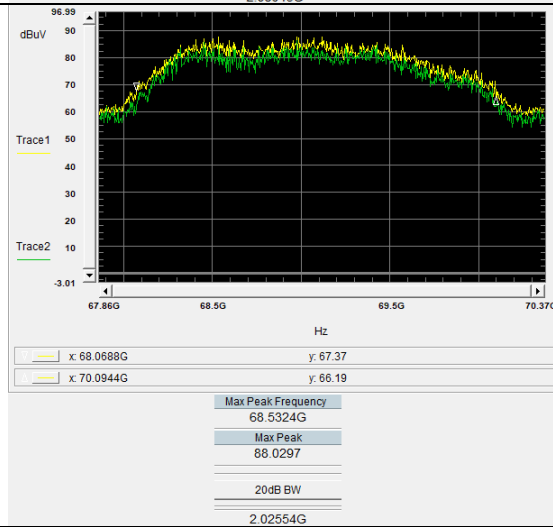 96.99
dBuV
90
80
70
60
Trace1
50
40
30
20
Trace2
10
-3.01
67.86G 68.5G 69.5G 70.37G
Hz
x: 68.0688G y: 67.37
x: 70.0944G y: 66.19
Max Peak Frequency
68.5324G
Max Peak
88.0297
20dB BW
2.02554G